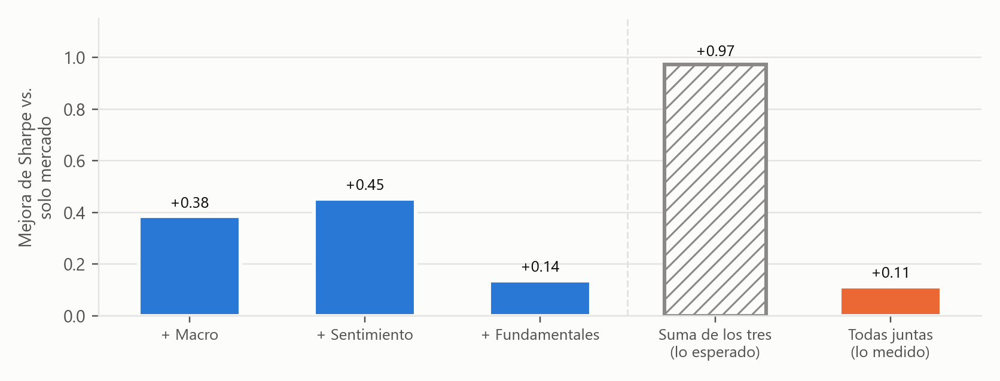 Mejora de Sharpe vs.
solo mercado
1.0
0.8
0.6
0.4
0.2
0.0
+0.38
+0.45
+0.14
+0.97
+0.11
+ Macro
+ Sentimiento
+ Fundamentales
Suma de los tres
(lo esperado)
Todas juntas
(lo medido)